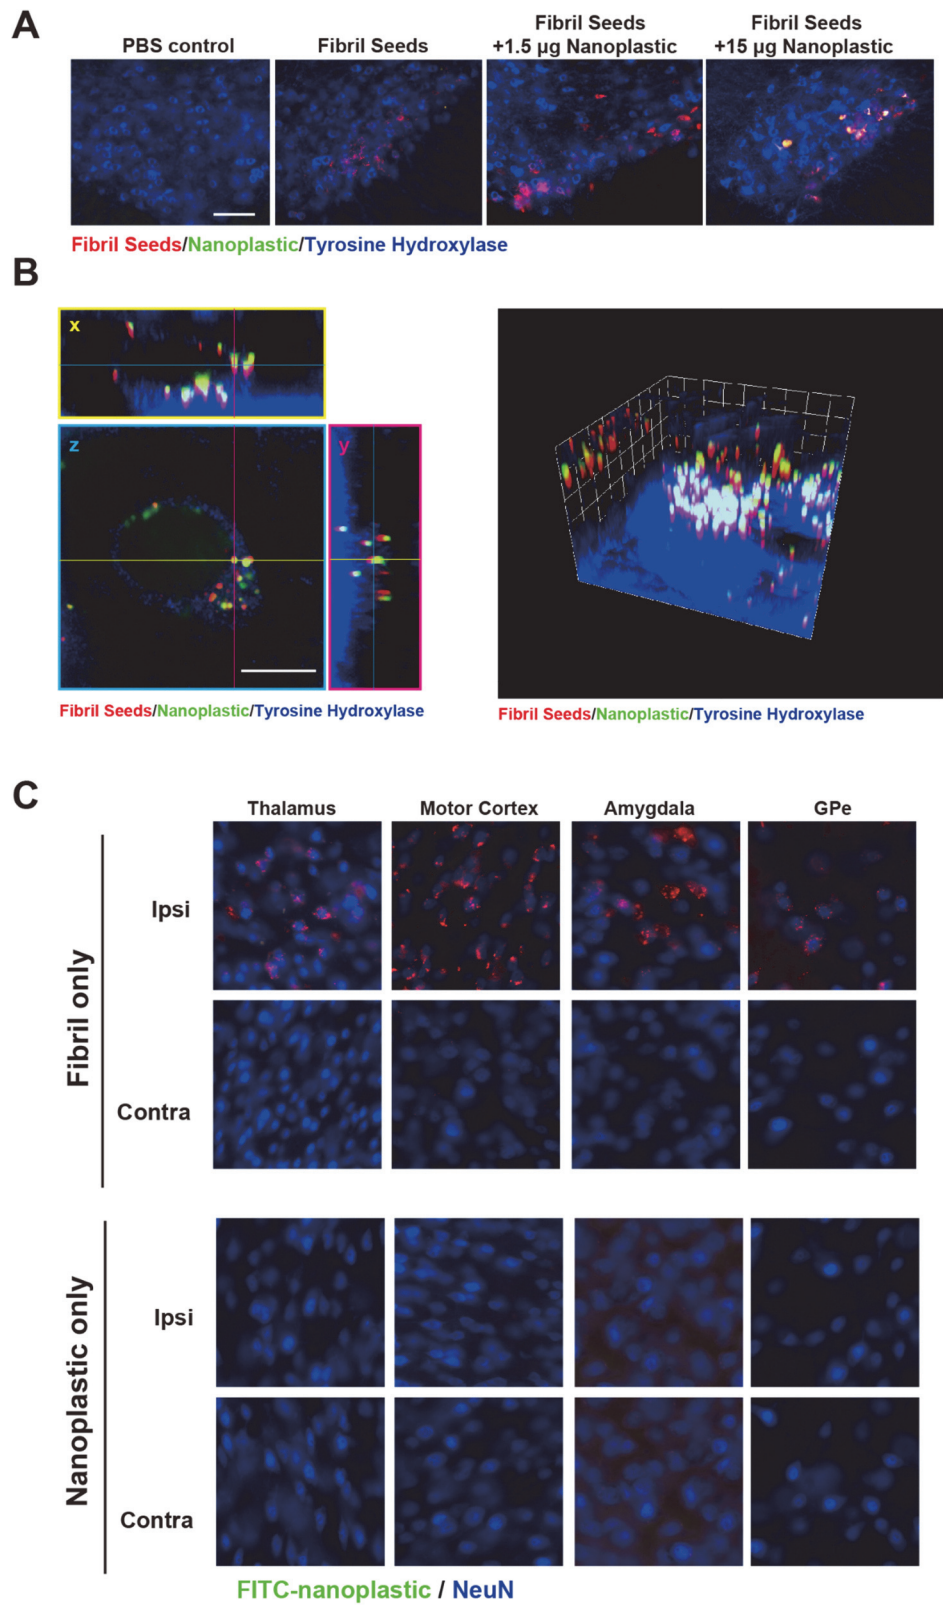 A
PBS control
Fibril Seeds
Fibril Seeds
+1.5 µg Nanoplastic
Fibril Seeds
+15 µg Nanoplastic
Fibril Seeds/Nanoplastic/Tyrosine Hydroxylase
B
x
z
y
Fibril Seeds/Nanoplastic/Tyrosine Hydroxylase
Fibril Seeds/Nanoplastic/Tyrosine Hydroxylase
C
Thalamus
Motor Cortex
Amygdala
GPe
Fibril only
Ipsi
Contra
Nanoplastic only
Ipsi
Contra
FITC-nanoplastic / NeuN